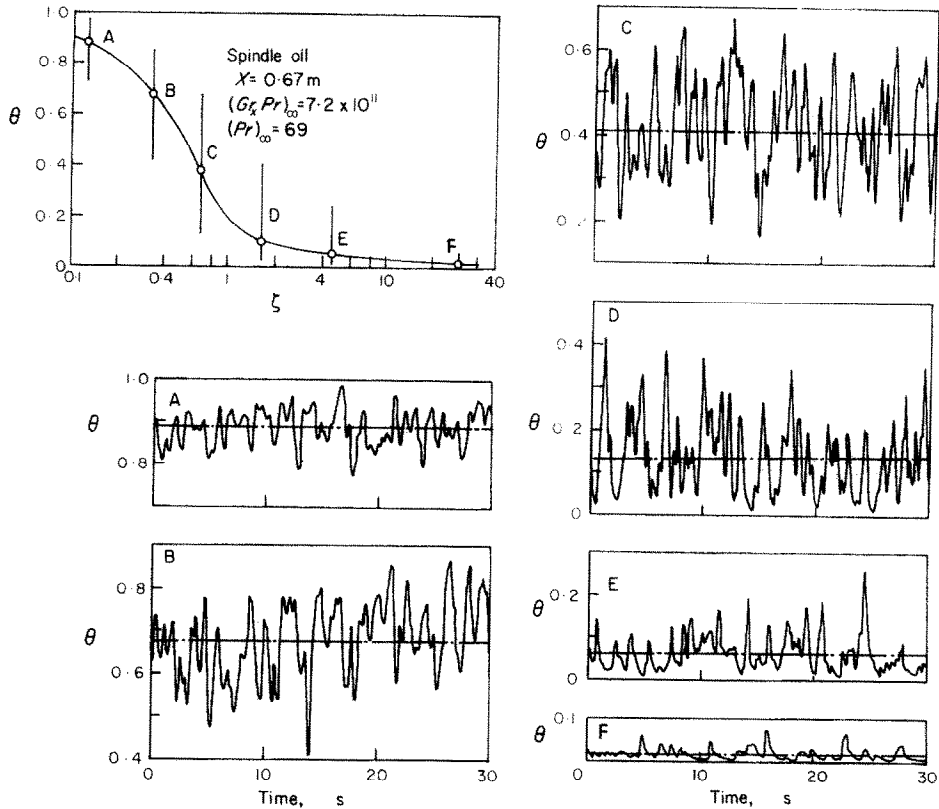 1·0
0·8
0·6
0·4
0·2
0
θ
A
B
C
D
E
F
Spindle oil
X= 0·67m
(Grₓ Pr)∞=7·2 x 10¹¹
(Pr)∞= 69
0·1
0·4
1
4
10
40
ζ
A
1·0
θ
0·8
B
0·8
θ
0·6
0·4
0
10
20
30
Time, s
C
0·6
θ
0·4
0·2
D
0·4
θ
0·2
0
E
θ
0·2
0
F
0·1
θ
0
10
20
30
Time, s